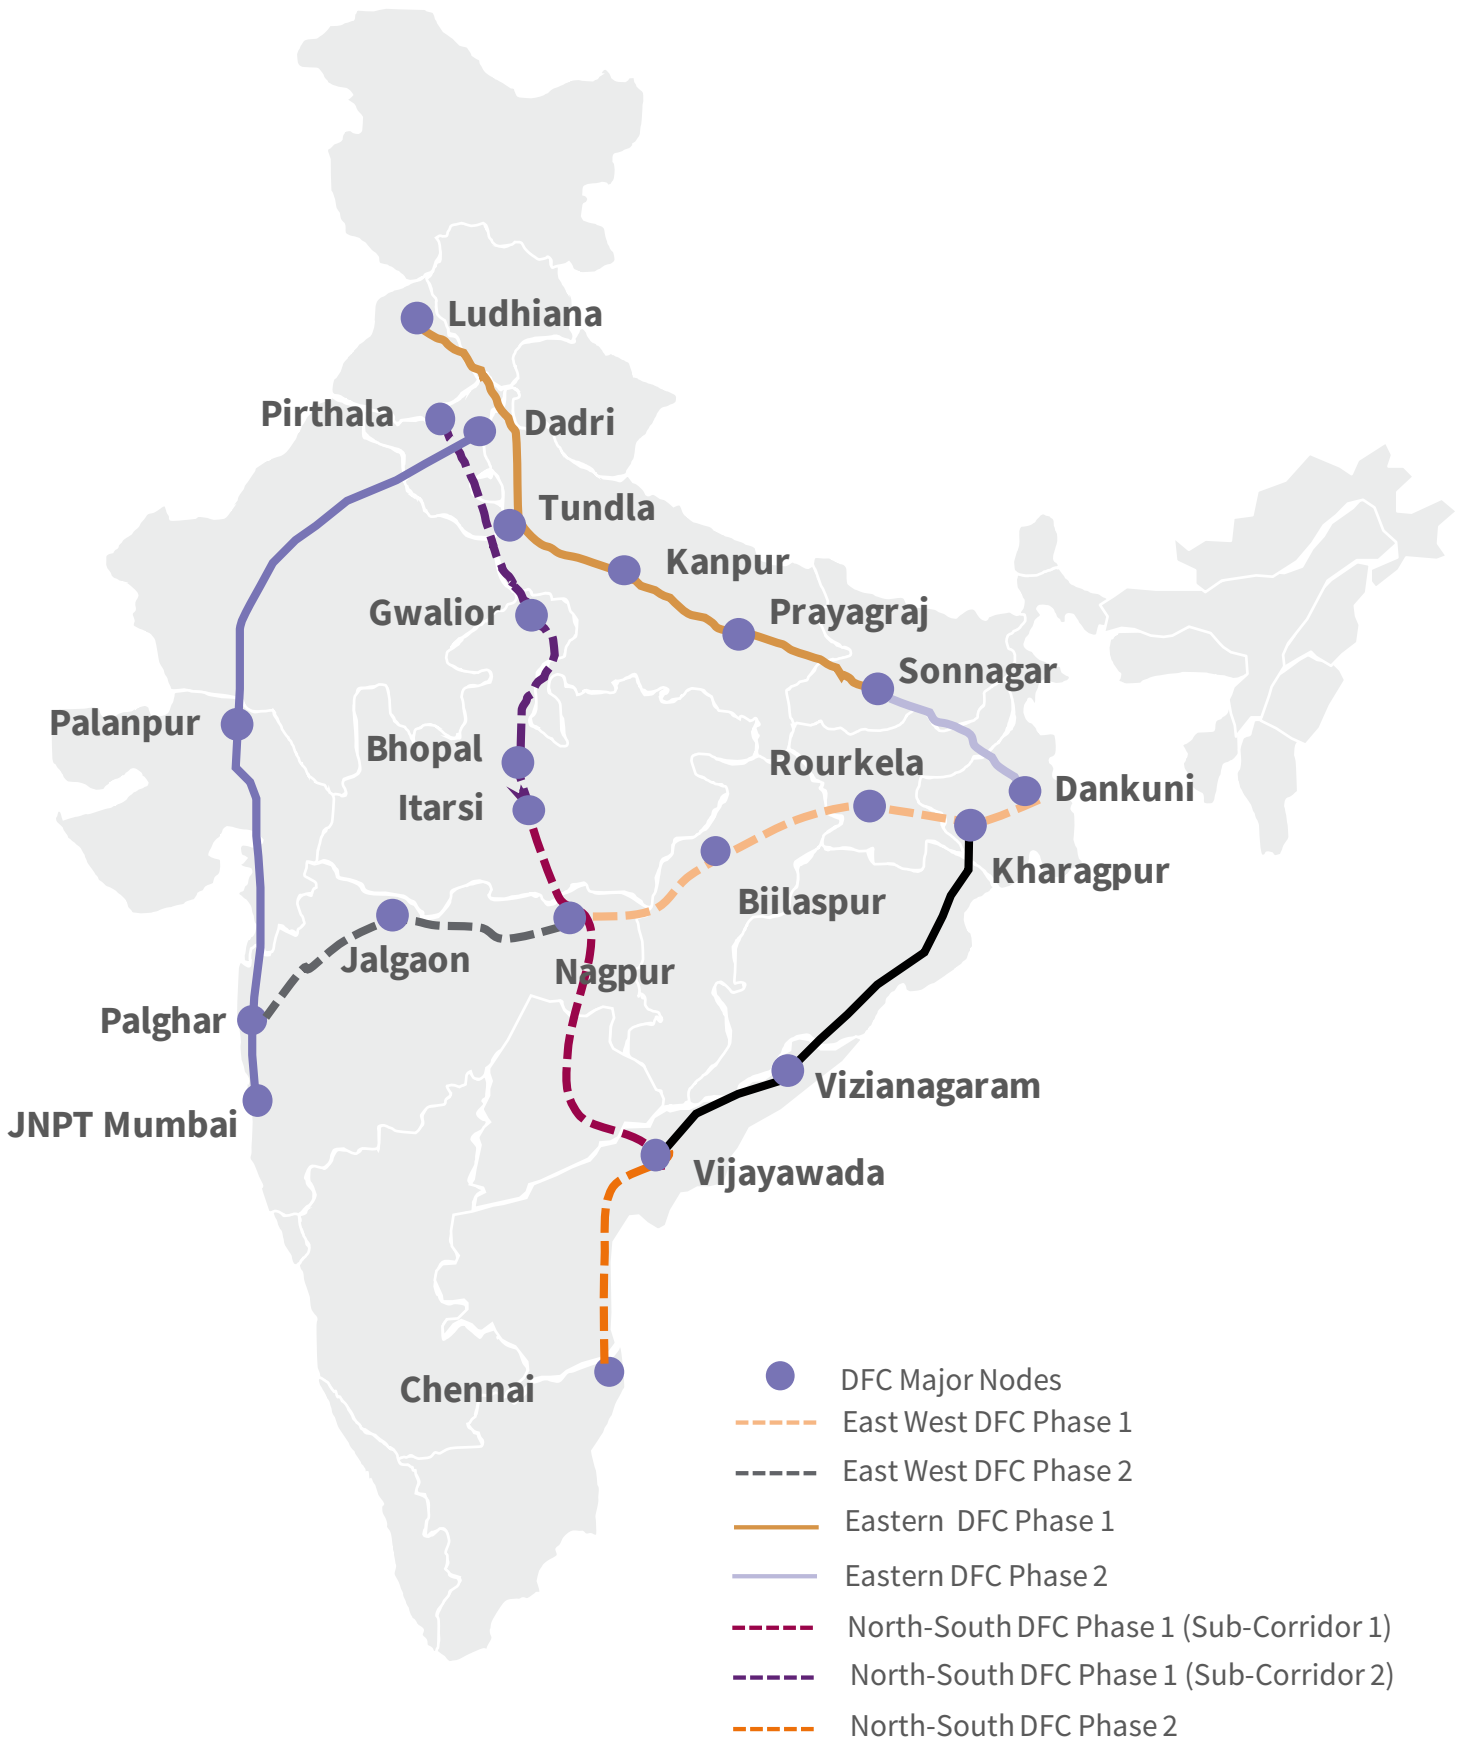 Ludhiana
Pirthala
Dadri
Tundla
Kanpur
Gwalior
Prayagraj
Sonnagar
Palanpur
Bhopal
Rourkela
Itarsi
Dankuni
Kharagpur
Biilaspur
Jalgaon
Nagpur
Palghar
Vizianagaram
JNPT Mumbai
Vijayawada
Chennai
DFC Major Nodes
East West DFC Phase 1
East West DFC Phase 2
Eastern DFC Phase 1
Eastern DFC Phase 2
North-South DFC Phase 1 (Sub-Corridor 1)
North-South DFC Phase 1 (Sub-Corridor 2)
North-South DFC Phase 2